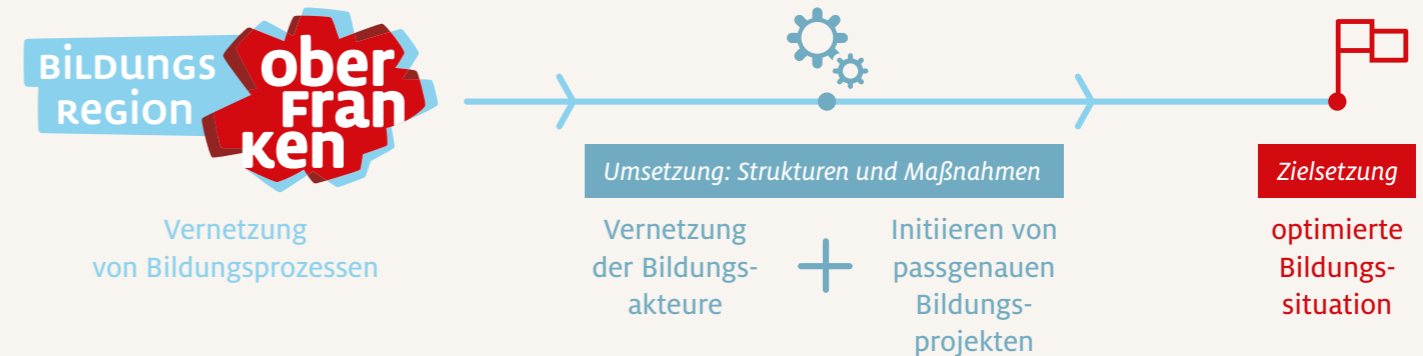 BiLDUNGS
ReGION
ober
Fran
Ken
Vernetzung
von Bildungsprozessen
Umsetzung: Strukturen und Maßnahmen
Vernetzung
der Bildungs-
akteure
+
Initiieren von
passgenauen
Bildungs-
projekten
Zielsetzung
optimierte
Bildungs-
situation